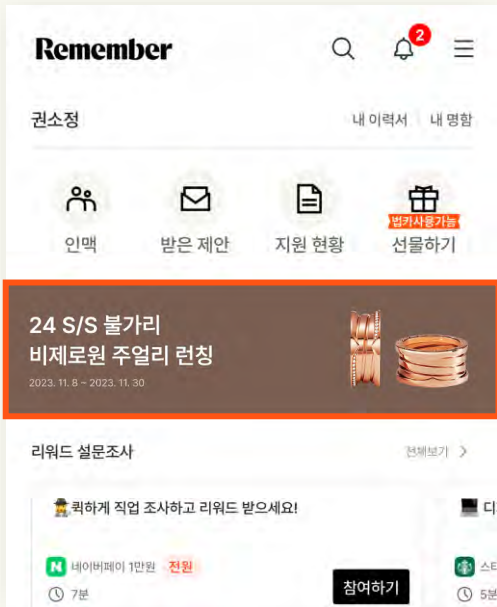 Remember
2
권소정
내 이력서 내 명함
법카사용가능
인맥 받은 제안 지원 현황 선물하기
24 S/S 불가리
비제로원 주얼리 런칭
2023. 11. 8 ~ 2023. 11. 30
리워드 설문조사 전체보기 >
퀵하게 직업 조사하고 리워드 받으세요! 디
N 네이버페이 1만원 전원 스타
7분 참여하기 5분